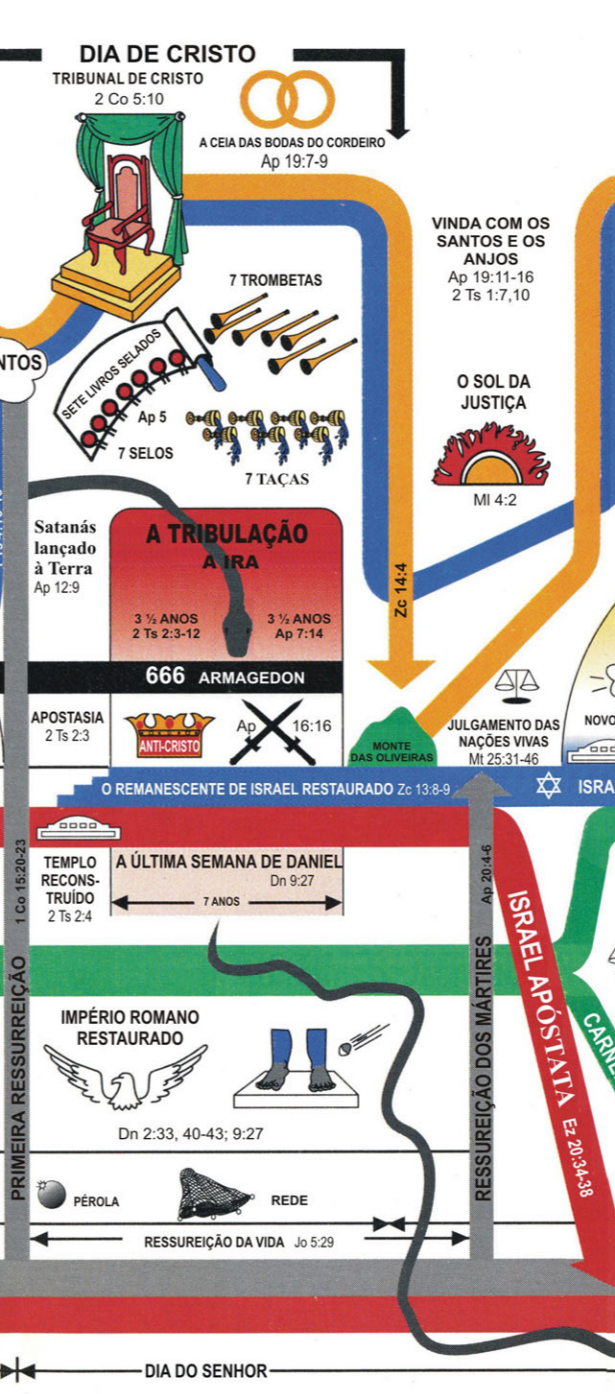 DIA DE CRISTO
TRIBUNAL DE CRISTO
2 Co 5:10
A CEIA DAS BODAS DO CORDEIRO
Ap 19:7-9
VINDA COM OS
SANTOS E OS
ANJOS
Ap 19:11-16
2 Ts 1:7,10
7 TROMBETAS
NTOS
SETE LIVROS SELADOS
Ap 5
7 SELOS
7 TAÇAS
O SOL DA
JUSTIÇA
Ml 4:2
Satanás
lançado
à Terra
Ap 12:9
A TRIBULAÇÃO
A IRA
3 ½ ANOS
2 Ts 2:3-12
3 ½ ANOS
Ap 7:14
Zc 14:4
666 ARMAGEDON
APOSTASIA
2 Ts 2:3
ANTI-CRISTO
Ap 16:16
MONTE
DAS OLIVEIRAS
JULGAMENTO DAS
NAÇÕES VIVAS
Mt 25:31-46
NOVO
O REMANESCENTE DE ISRAEL RESTAURADO Zc 13:8-9
ISRA
TEMPLO
RECONS-
TRUÍDO
2 Ts 2:4
A ÚLTIMA SEMANA DE DANIEL
Dn 9:27
7 ANOS
PRIMEIRA RESSURREIÇÃO 1 Co 15:20-23
RESSUREIÇÃO DOS MÁRTIRES Ap 20:4-6
ISRAEL APÓSTATA Ez 20:34-38
CARNE
IMPÉRIO ROMANO
RESTAURADO
Dn 2:33, 40-43; 9:27
PÉROLA
REDE
RESSUREIÇÃO DA VIDA Jo 5:29
DIA DO SENHOR